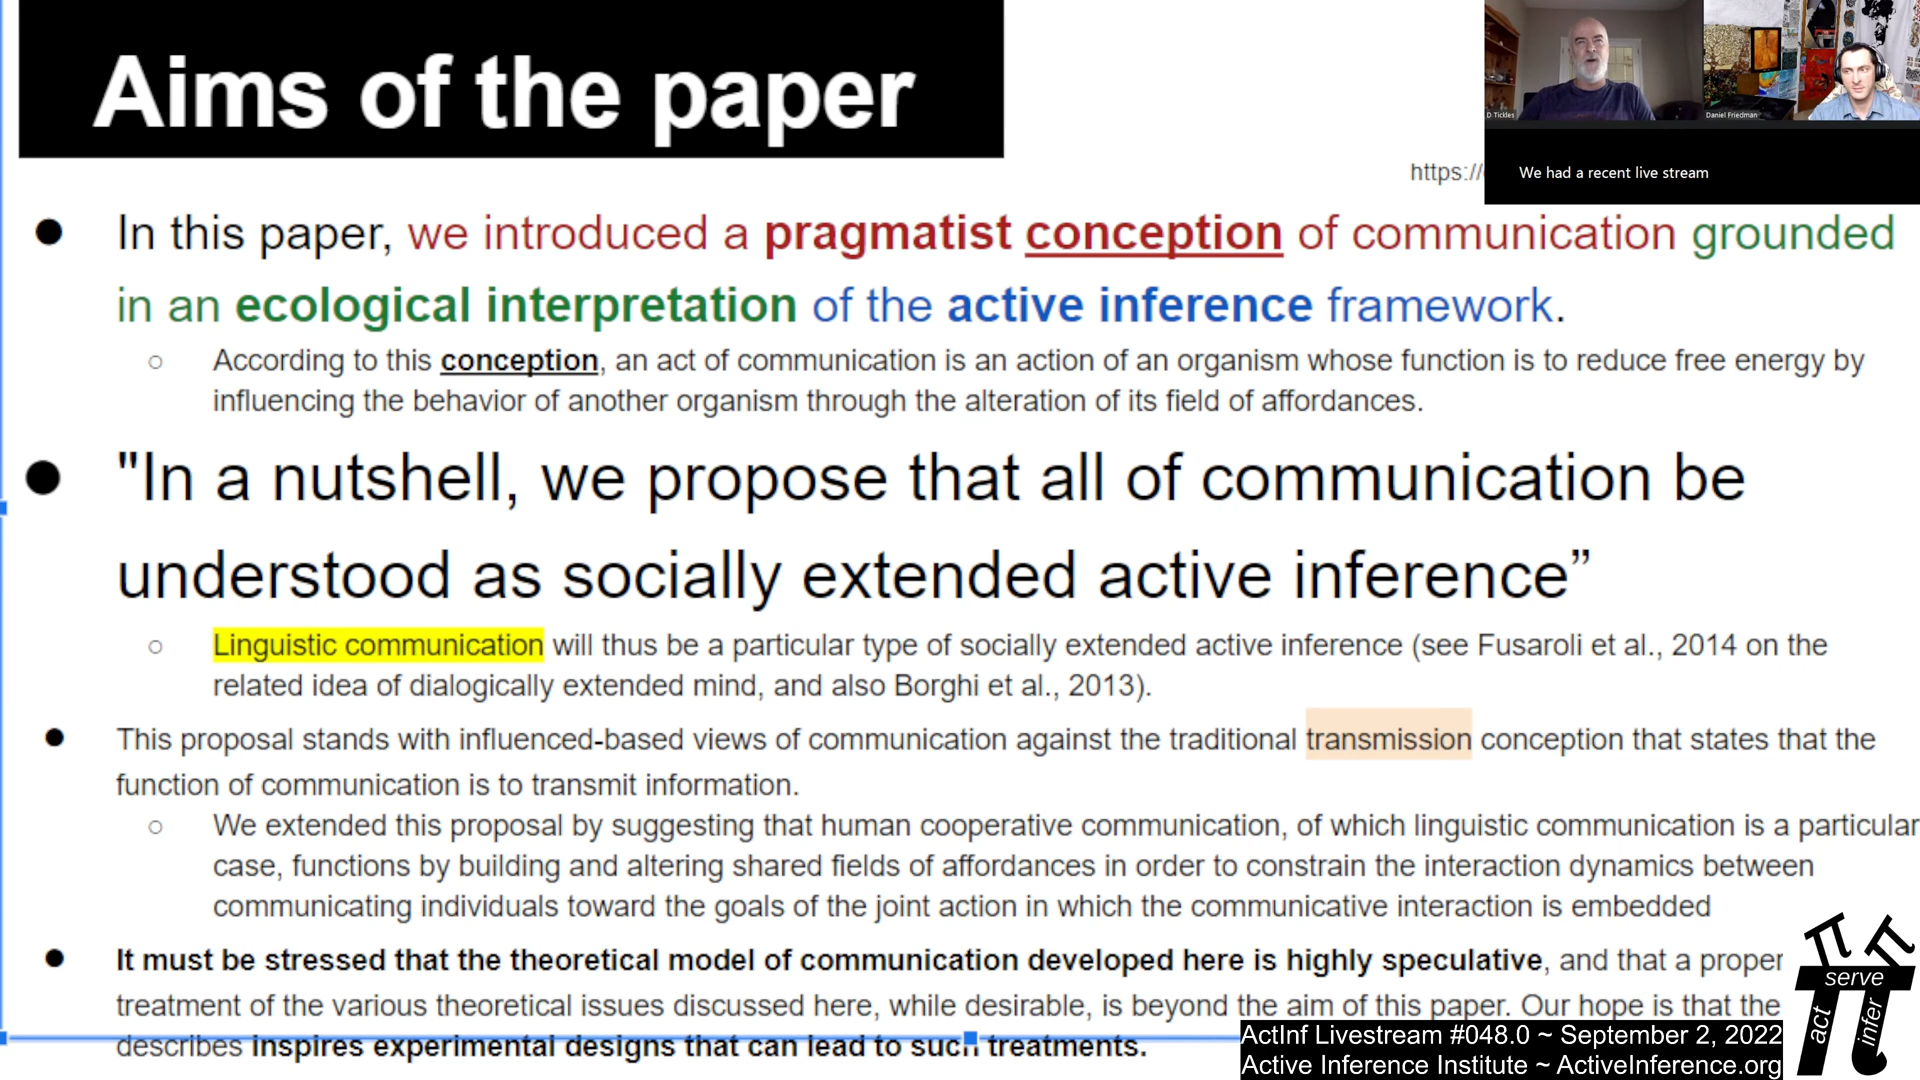 Aims of the paper
D Tickles
Daniel Friedman
https://
We had a recent live stream
In this paper, we introduced a pragmatist conception of communication grounded
in an ecological interpretation of the active inference framework.
According to this conception, an act of communication is an action of an organism whose function is to reduce free energy by
influencing the behavior of another organism through the alteration of its field of affordances.
"In a nutshell, we propose that all of communication be
understood as socially extended active inference”
Linguistic communication will thus be a particular type of socially extended active inference (see Fusaroli et al., 2014 on the
related idea of dialogically extended mind, and also Borghi et al., 2013).
This proposal stands with influenced-based views of communication against the traditional transmission conception that states that the
function of communication is to transmit information.
We extended this proposal by suggesting that human cooperative communication, of which linguistic communication is a particular
case, functions by building and altering shared fields of affordances in order to constrain the interaction dynamics between
communicating individuals toward the goals of the joint action in which the communicative interaction is embedded
It must be stressed that the theoretical model of communication developed here is highly speculative, and that a proper
treatment of the various theoretical issues discussed here, while desirable, is beyond the aim of this paper. Our hope is that the
describes inspires experimental designs that can lead to such treatments.
ActInf Livestream #048.0 ~ September 2, 2022
Active Inference Institute ~ ActiveInference.org
serve
act
infer